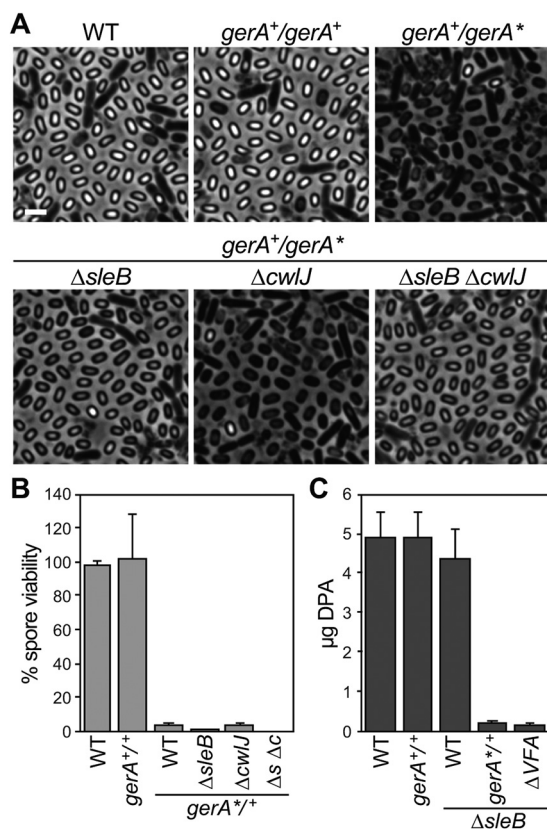 A
WT gerA⁺/gerA⁺ gerA⁺/gerA*
gerA⁺/gerA*
ΔsleB ΔcwlJ ΔsleB ΔcwlJ
B
140
120
100
80
60
40
20
0
% spore viability
WT
gerA⁺/⁺
WT
ΔsleB
ΔcwlJ
Δs Δc
gerA*/⁺
C
6
5
4
3
2
1
0
µg DPA
WT
gerA⁺/⁺
WT
gerA*/⁺
ΔVFA
ΔsleB